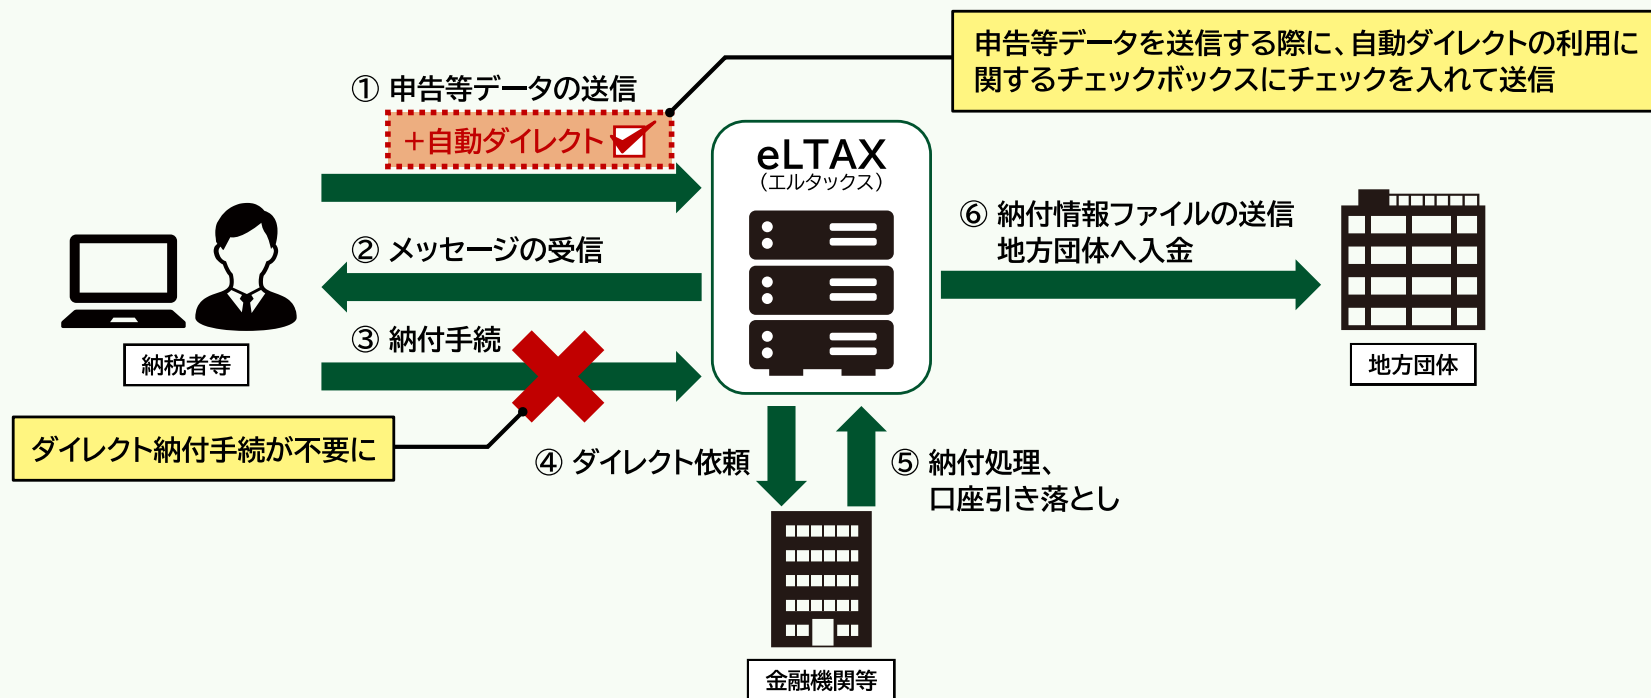 申告等データを送信する際に、自動ダイレクトの利用に
関するチェックボックスにチェックを入れて送信
① 申告等データの送信
＋自動ダイレクト
eLTAX
（エルタックス）
② メッセージの受信
③ 納付手続
納税者等
ダイレクト納付手続が不要に
④ ダイレクト依頼
⑤ 納付処理、
口座引き落とし
⑥ 納付情報ファイルの送信
地方団体へ入金
地方団体
金融機関等